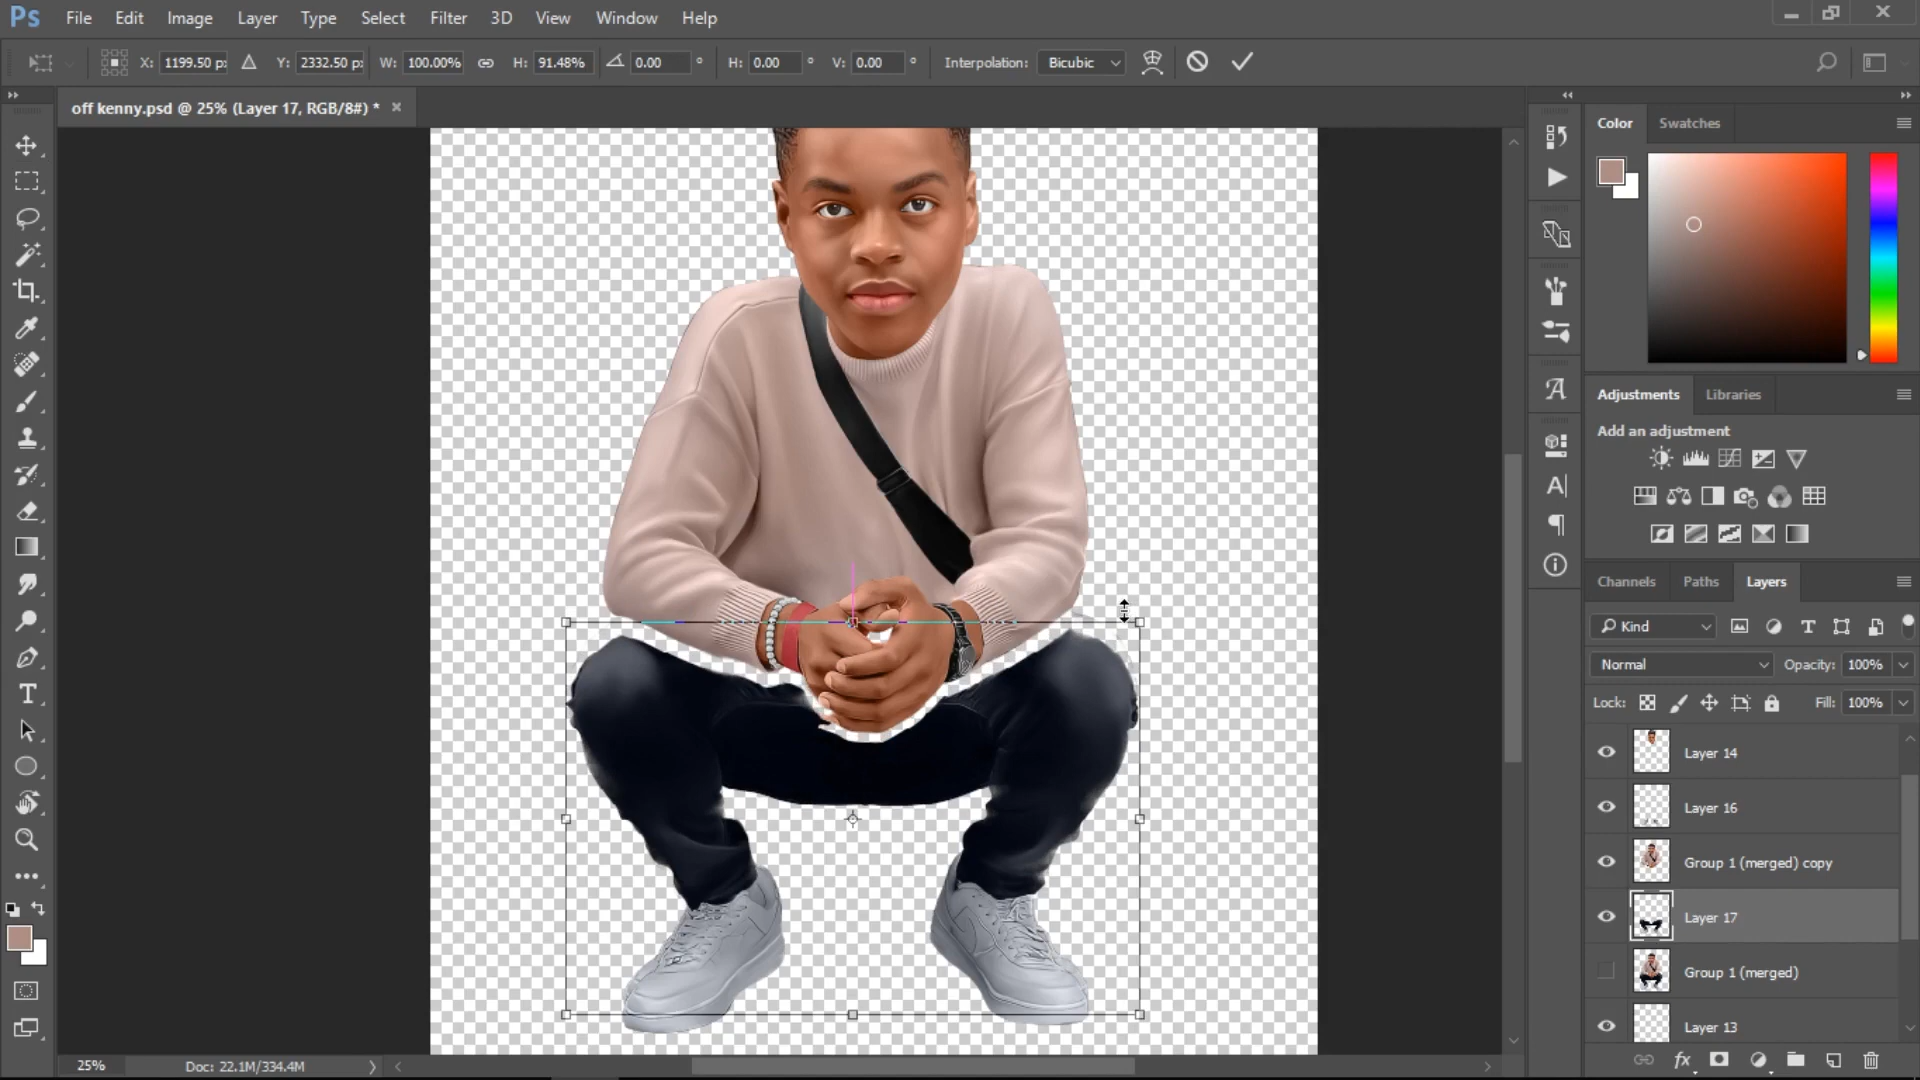 Ps File Edit Image Layer Type Select Filter 3D View Window Help
X: 1199.50 p Y: 2332.50 p W: 100.00% H: 91.48% 0.00 ° H: 0.00 ° V: 0.00 ° Interpolation: Bicubic
off kenny.psd @ 25% (Layer 17, RGB/8#) *
Color Swatches
Adjustments Libraries
Add an adjustment
Channels Paths Layers
Kind
Normal Opacity: 100%
Lock: Fill: 100%
Layer 14
Layer 16
Group 1 (merged) copy
Layer 17
Group 1 (merged)
Layer 13
25% Doc: 22.1M/334.4M